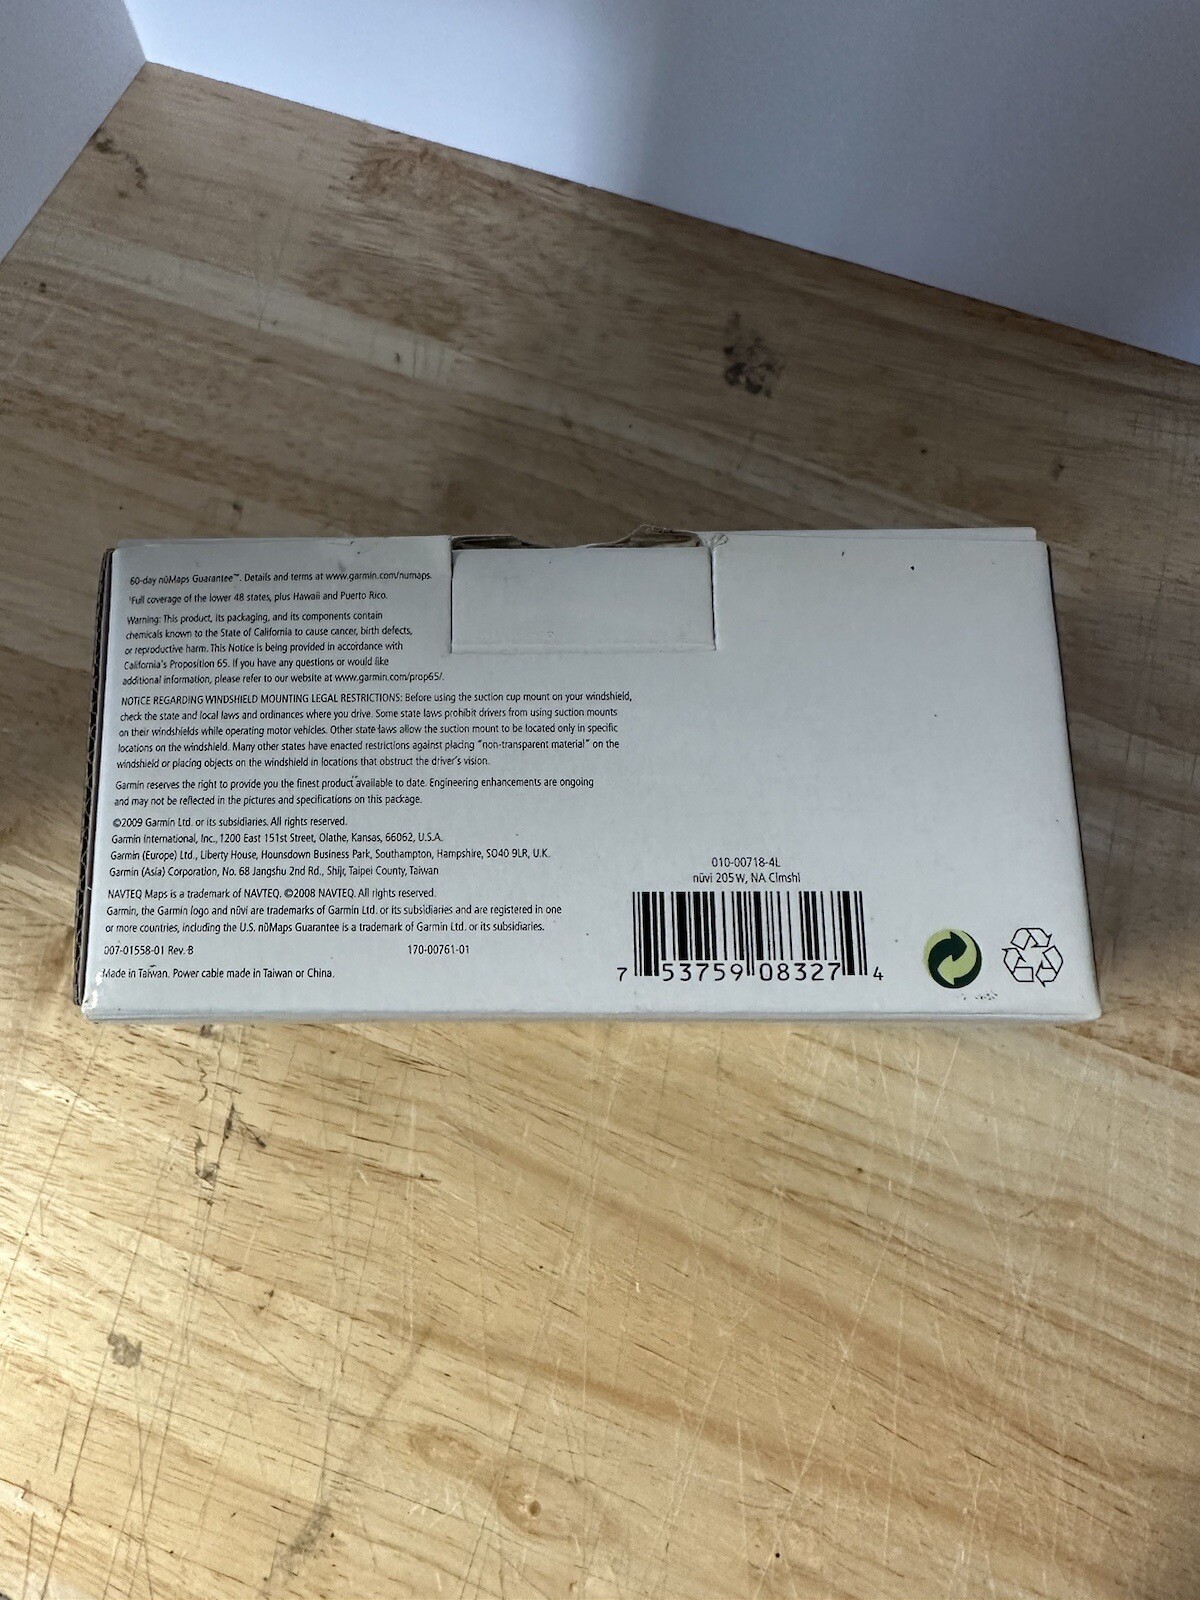 60-day nüMaps Guarantee™. Details and terms at www.garmin.com/numaps.
¹Full coverage of the lower 48 states, plus Hawaii and Puerto Rico.
Warning: This product, its packaging, and its components contain
chemicals known to the State of California to cause cancer, birth defects,
or reproductive harm. This Notice is being provided in accordance with
California's Proposition 65. If you have any questions or would like
additional information, please refer to our website at www.garmin.com/prop65/.
NOTICE REGARDING WINDSHIELD MOUNTING LEGAL RESTRICTIONS: Before using the suction cup mount on your windshield,
check the state and local laws and ordinances where you drive. Some state laws prohibit drivers from using suction mounts
on their windshields while operating motor vehicles. Other state laws allow the suction mount to be located only in specific
locations on the windshield. Many other states have enacted restrictions against placing "non-transparent material" on the
windshield or placing objects on the windshield in locations that obstruct the driver's vision.
Garmin reserves the right to provide you the finest product available to date. Engineering enhancements are ongoing
and may not be reflected in the pictures and specifications on this package.
©2009 Garmin Ltd. or its subsidiaries. All rights reserved.
Garmin International, Inc., 1200 East 151st Street, Olathe, Kansas, 66062, U.S.A.
Garmin (Europe) Ltd., Liberty House, Hounsdown Business Park, Southampton, Hampshire, SO40 9LR, U.K.
Garmin (Asia) Corporation, No. 68 Jangshu 2nd Rd., Shijr, Taipei County, Taiwan
NAVTEQ Maps is a trademark of NAVTEQ. ©2008 NAVTEQ. All rights reserved.
Garmin, the Garmin logo and nüvi are trademarks of Garmin Ltd. or its subsidiaries and are registered in one
or more countries, including the U.S. nüMaps Guarantee is a trademark of Garmin Ltd. or its subsidiaries.
007-01558-01 Rev. B 170-00761-01
Made in Taiwan. Power cable made in Taiwan or China.
010-00718-4L
nüvi 205W, NA Clmshl
7 53759 08327 4